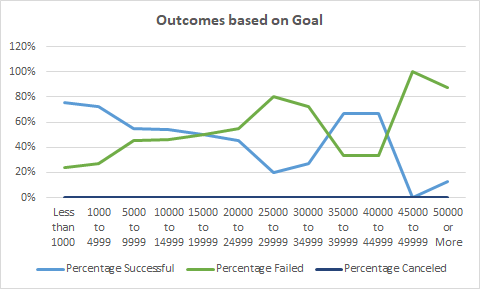 Outcomes based on Goal
120%
100%
80%
60%
40%
20%
0%
Less than 1000
1000 to 4999
5000 to 9999
10000 to 14999
15000 to 19999
20000 to 24999
25000 to 29999
30000 to 34999
35000 to 39999
40000 to 44999
45000 to 49999
50000 or More
Percentage Successful
Percentage Failed
Percentage Canceled